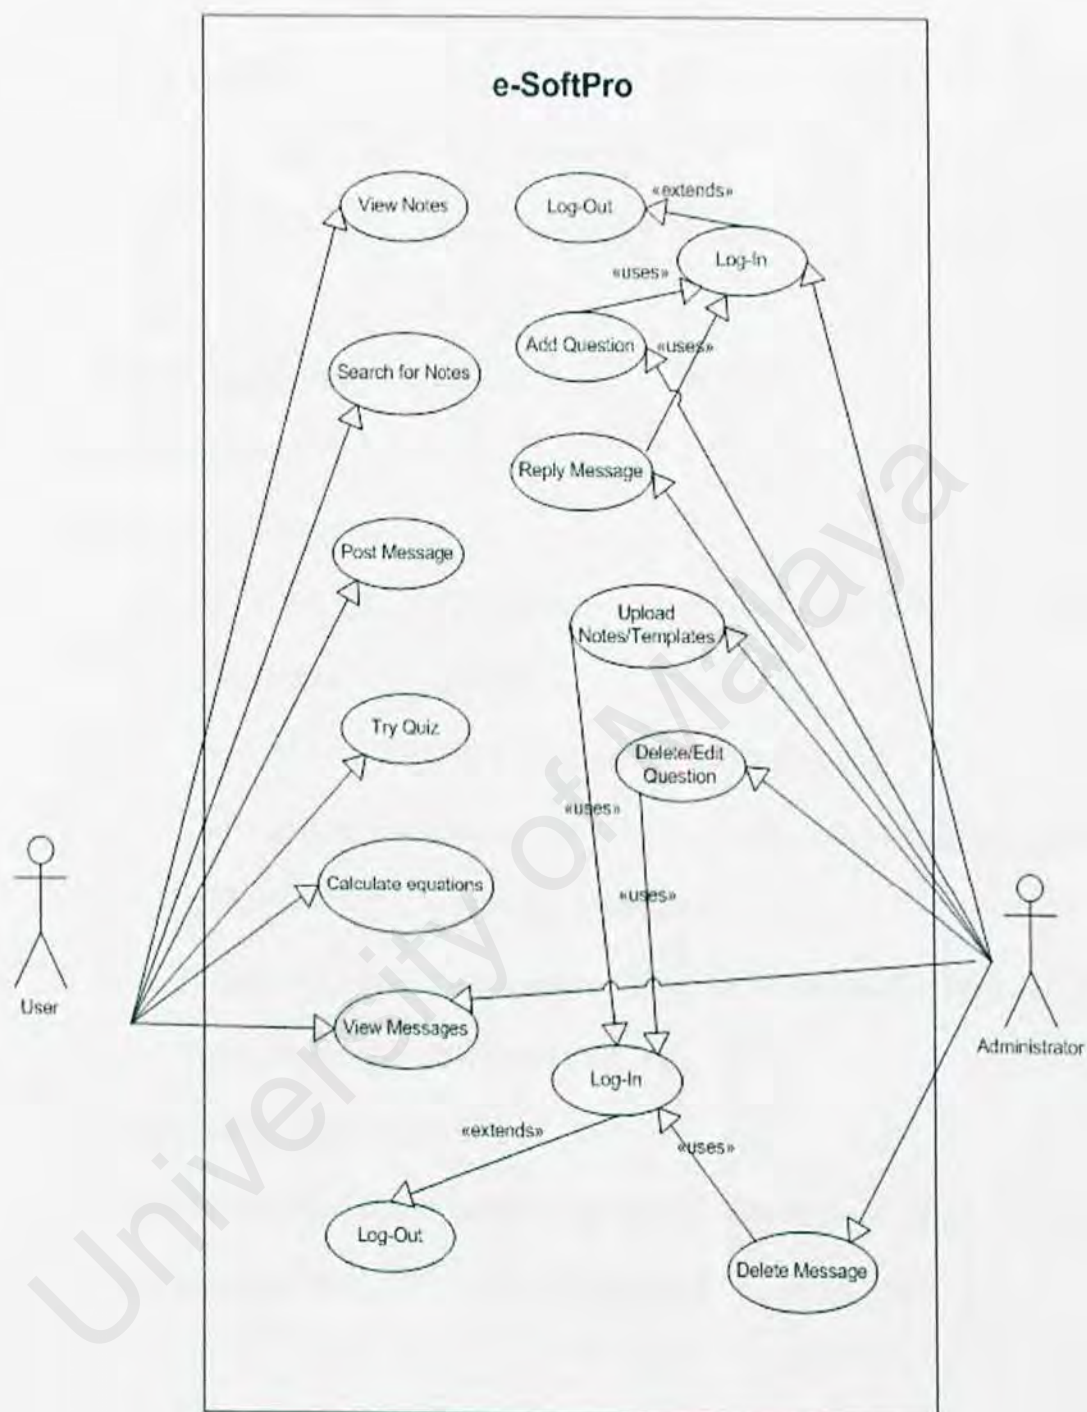 e-SoftPro
View Notes
Log-Out
«extends»
Log-In
«uses»
Add Question
«uses»
Search for Notes
Reply Message
Post Message
Upload
Notes/Templates
Try Quiz
Delete/Edit
Question
«uses»
Calculate equations
«uses»
User
View Messages
Administrator
Log-In
«extends»
«uses»
Log-Out
Delete Message
University of Malaya